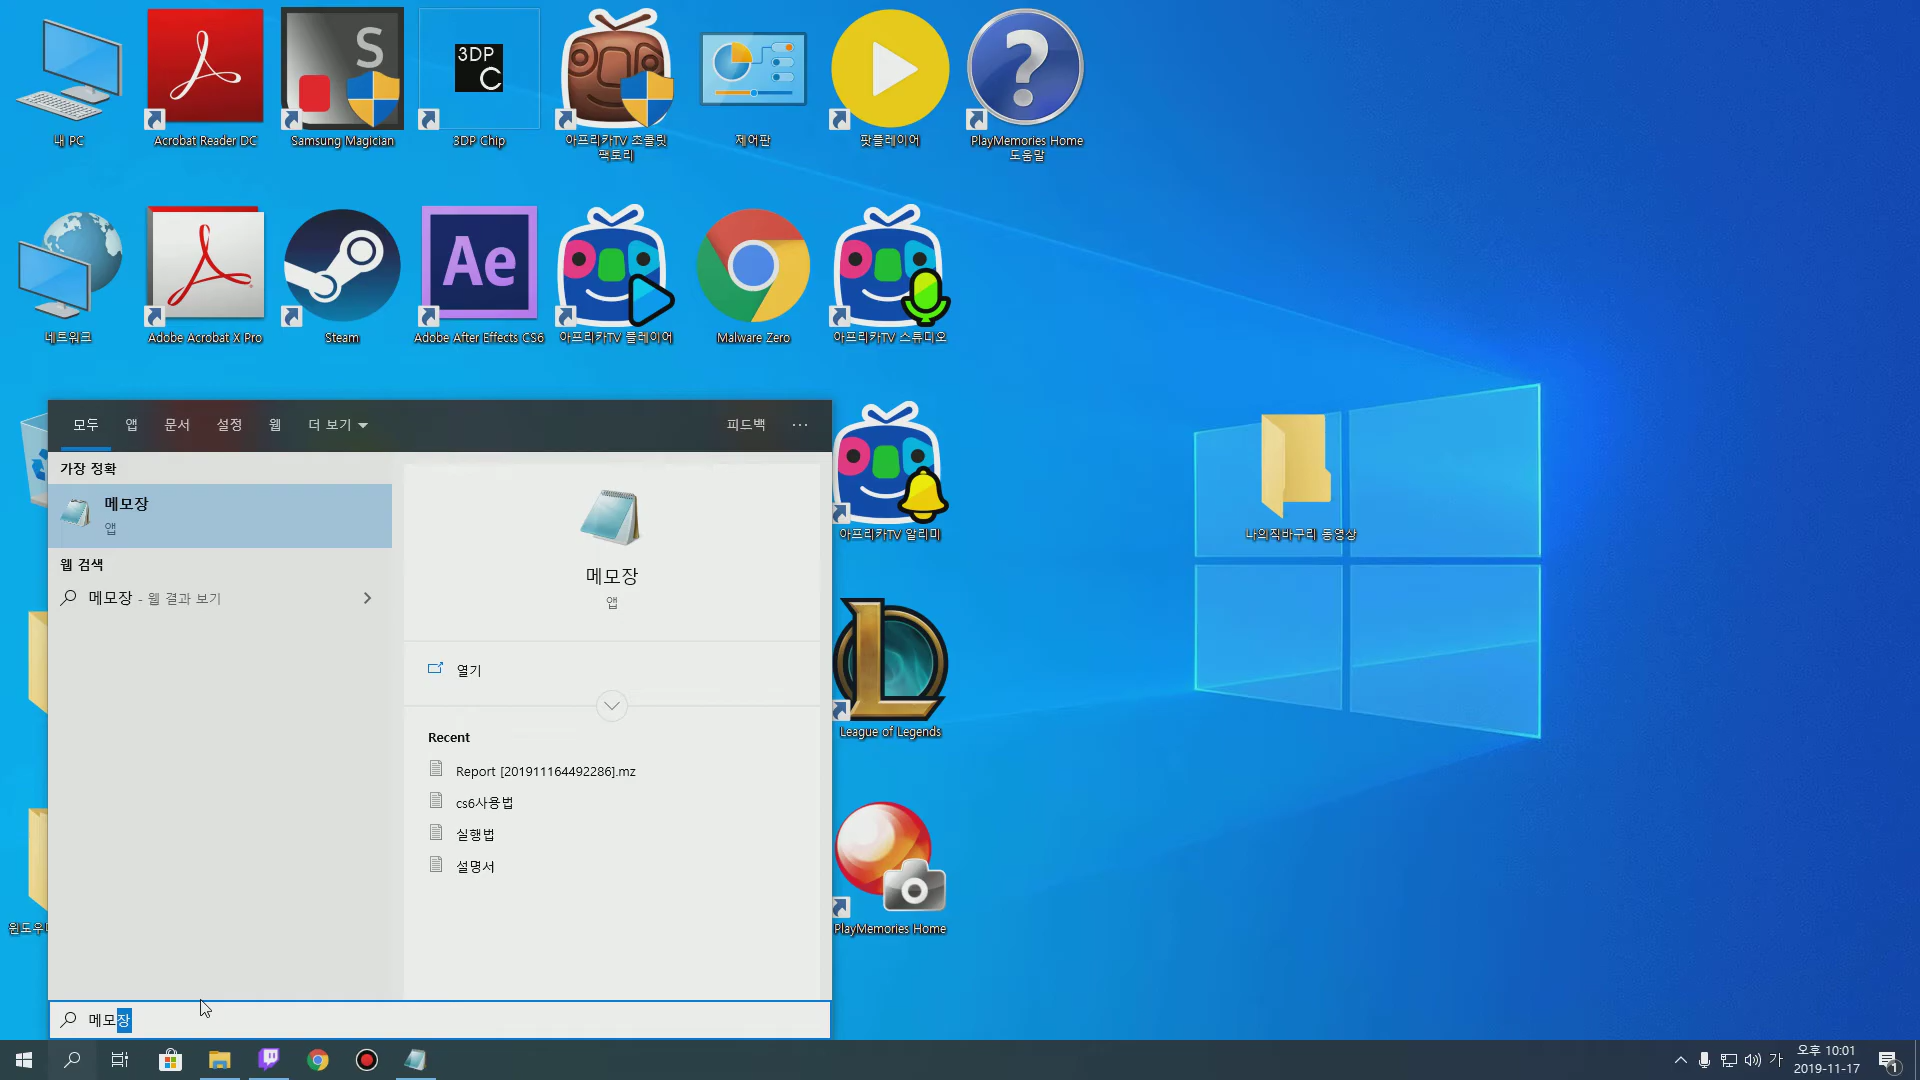 내 PC
Acrobat Reader DC
S
Samsung Magician
3DP
C
3DP Chip
아프리카TV 초콜릿
팩토리
제어판
팟플레이어
?
PlayMemories Home
도움말
네트워크
Adobe Acrobat X Pro
Steam
Ae
Adobe After Effects CS6
아프리카TV 플레이어
Malware Zero
아프리카TV 스튜디오
모두
앱
문서
설정
웹
더 보기
피드백
···
가장 정확
메모장
앱
웹 검색
메모장 - 웹 결과 보기
메모장
앱
열기
Recent
Report [201911164492286].mz
cs6사용법
실행법
설명서
아프리카TV 알리미
나의직바구리 동영상
League of Legends
PlayMemories Home
윈도우
메모장
가
오후 10:01
2019-11-17
1